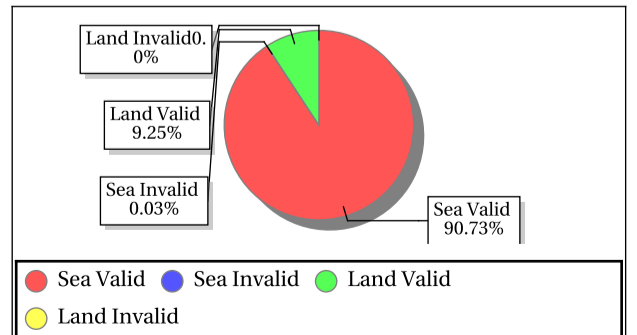 Land Invalid0.
0%
Land Valid
9.25%
Sea Invalid
0.03%
Sea Valid
90.73%
Sea Valid Sea Invalid Land Valid
Land Invalid